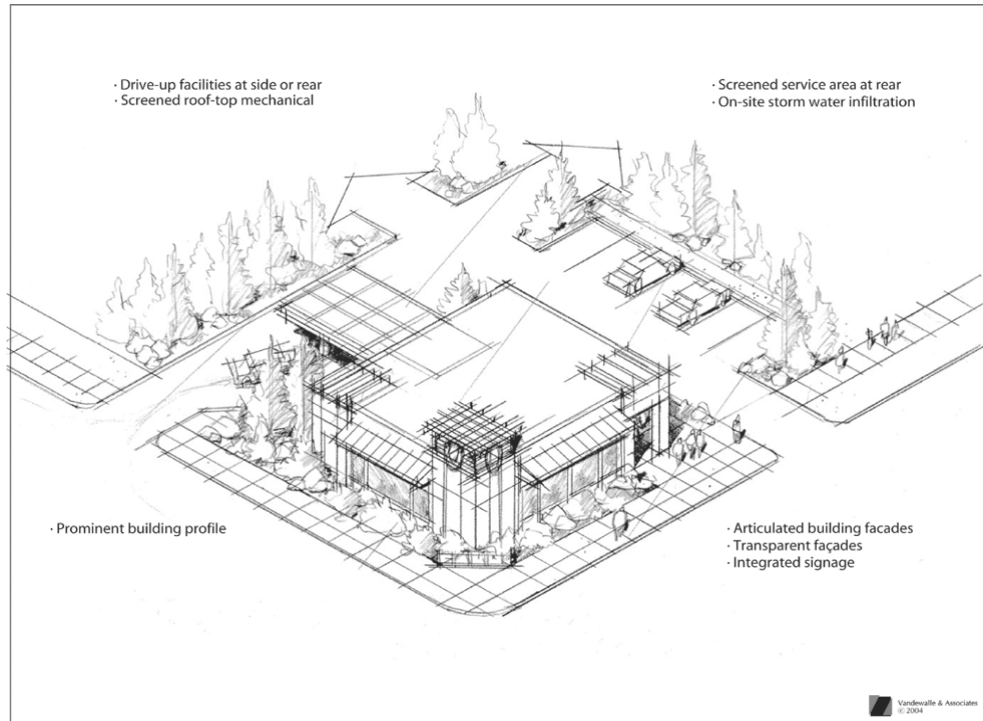 · Drive-up facilities at side or rear
· Screened roof-top mechanical
· Screened service area at rear
· On-site storm water infiltration
· Prominent building profile
· Articulated building facades
· Transparent façades
· Integrated signage
Vandewalle & Associates
© 2004